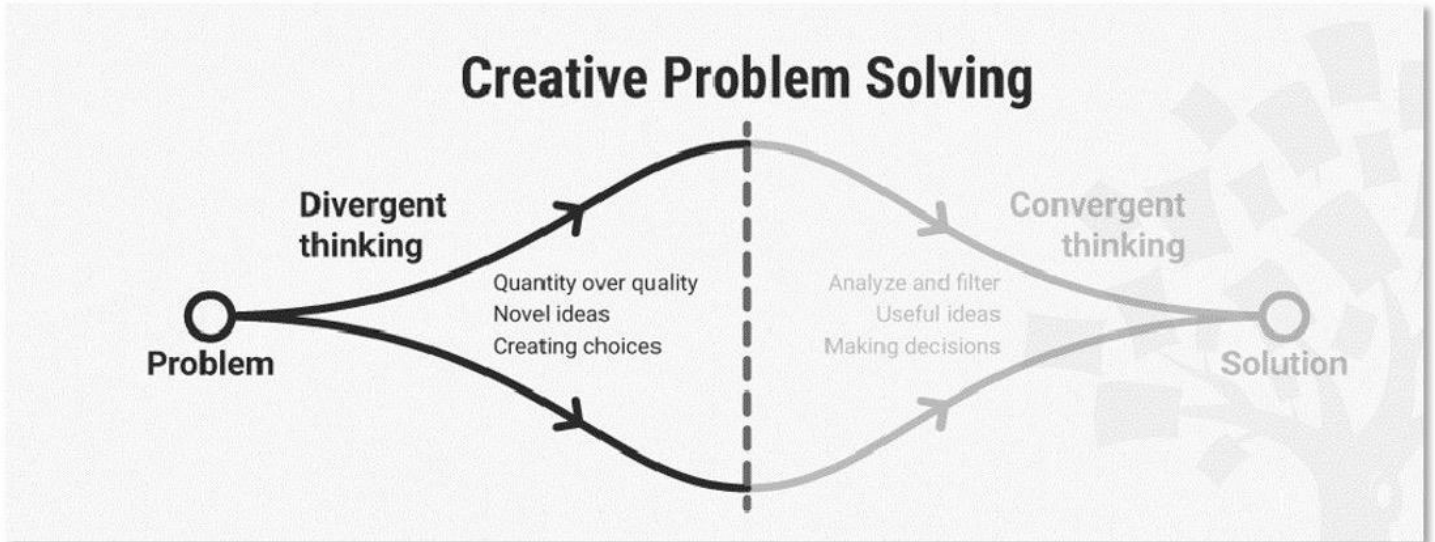 Creative Problem Solving
Divergent
thinking
Quantity over quality
Novel ideas
Creating choices
Problem
Convergent
thinking
Analyze and filter
Useful ideas
Making decisions
Solution